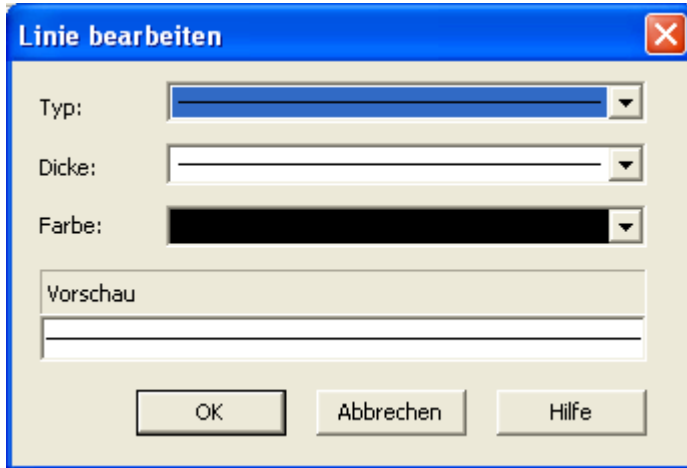 Linie bearbeiten
Typ:
Dicke:
Farbe:
Vorschau
OK Abbrechen Hilfe